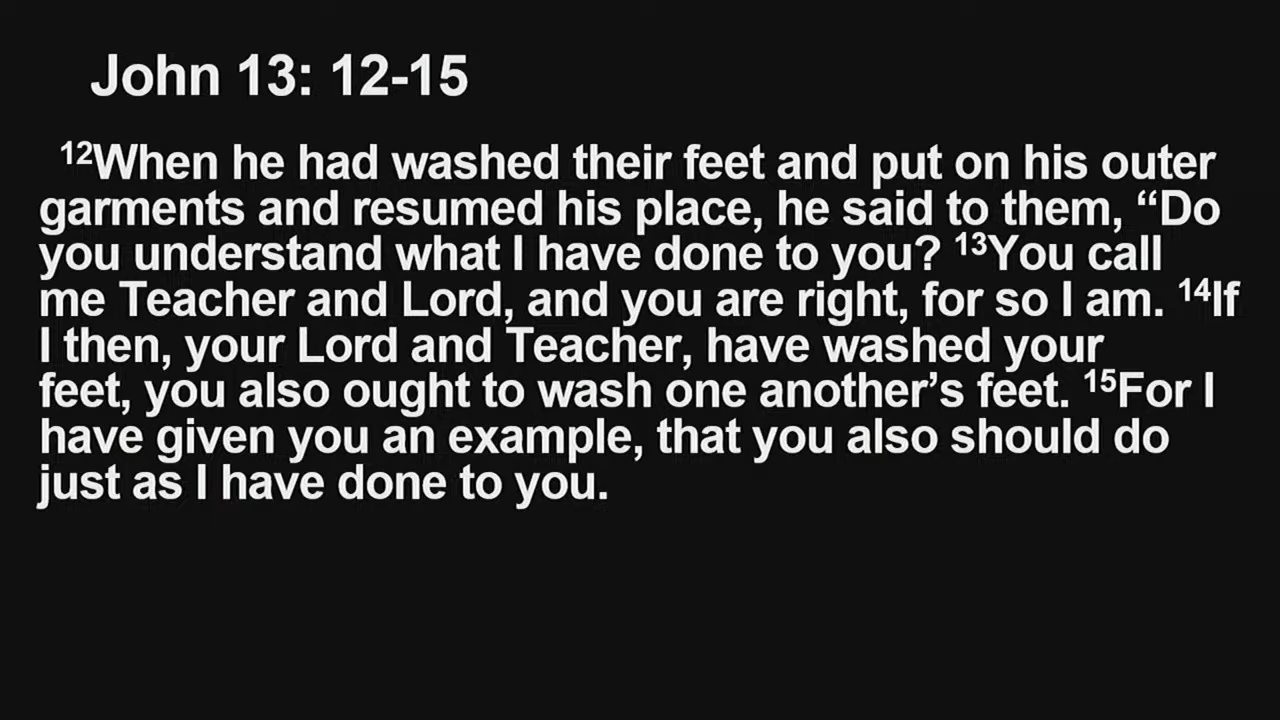 John 13: 12-15
¹²When he had washed their feet and put on his outer
garments and resumed his place, he said to them, “Do
you understand what I have done to you? ¹³You call
me Teacher and Lord, and you are right, for so I am. ¹⁴If
I then, your Lord and Teacher, have washed your
feet, you also ought to wash one another’s feet. ¹⁵For I
have given you an example, that you also should do
just as I have done to you.